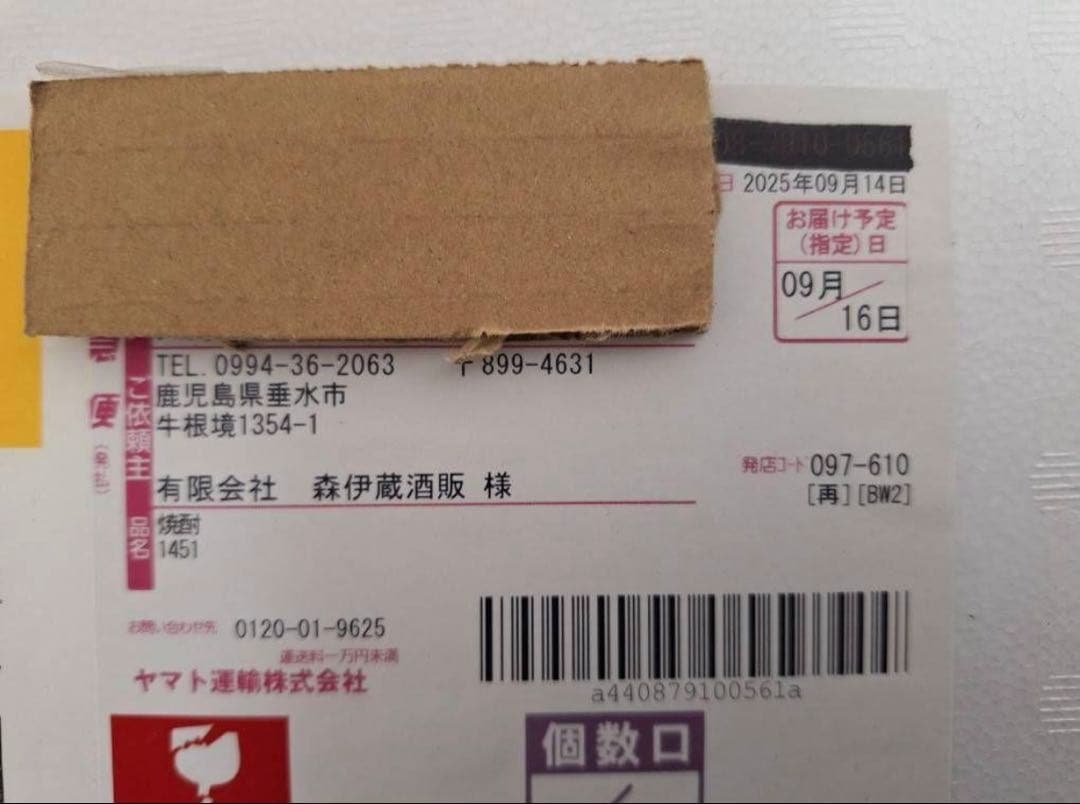 2025年09月14日
お届け予定
(指定)日
09月
16日
便
TEL. 0994-36-2063 〒899-4631
鹿児島県垂水市
牛根境1354-1
ご依頼主
発店コード 097-610
[再][BW2]
有限会社 森伊蔵酒販 様
品名
焼酎
1451
お問い合わせ先 0120-01-9625
運送料一万円未満
ヤマト運輸株式会社
a440879100561a
個数口